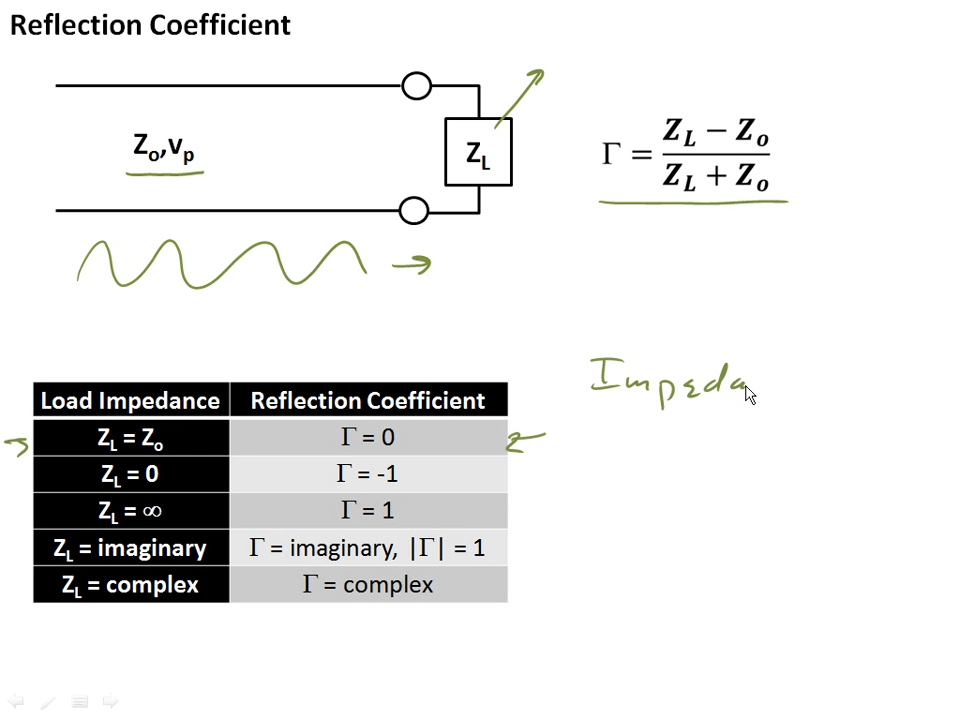 Reflection Coefficient
Zo,vp
ZL
Γ = ZL − Zo / ZL + Zo
Impeda
Load Impedance Reflection Coefficient
ZL = Zo Γ = 0
ZL = 0 Γ = -1
ZL = ∞ Γ = 1
ZL = imaginary Γ = imaginary, |Γ| = 1
ZL = complex Γ = complex